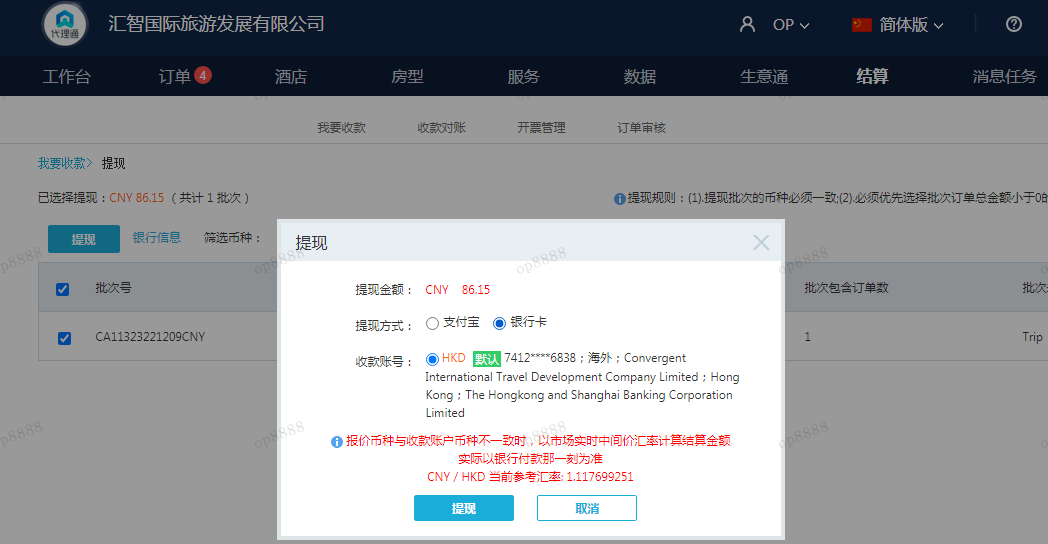 代理通
汇智国际旅游发展有限公司
OP
简体版
工作台
订单 4
酒店
房型
服务
数据
生意通
结算
消息任务
我要收款
收款对账
开票管理
订单审核
我要收款> 提现
已选择提现：CNY 86.15（共计 1 批次）
提现规则：(1).提现批次的币种必须一致;(2).必须优先选择批次订单总金额小于0的
提现
银行信息
筛选币种：
批次号
批次包含订单数
CA11323221209CNY
1
Trip
提现
提现金额： CNY 86.15
提现方式： 支付宝 银行卡
收款账号： HKD 默认 7412****6838；海外；Convergent
International Travel Development Company Limited；Hong
Kong；The Hongkong and Shanghai Banking Corporation
Limited
报价币种与收款账户币种不一致时，以市场实时中间价汇率计算结算金额
实际以银行付款那一刻为准
CNY / HKD 当前参考汇率: 1.117699251
提现
取消
op8888
op8888
op8888
op8888
op8888
op8888